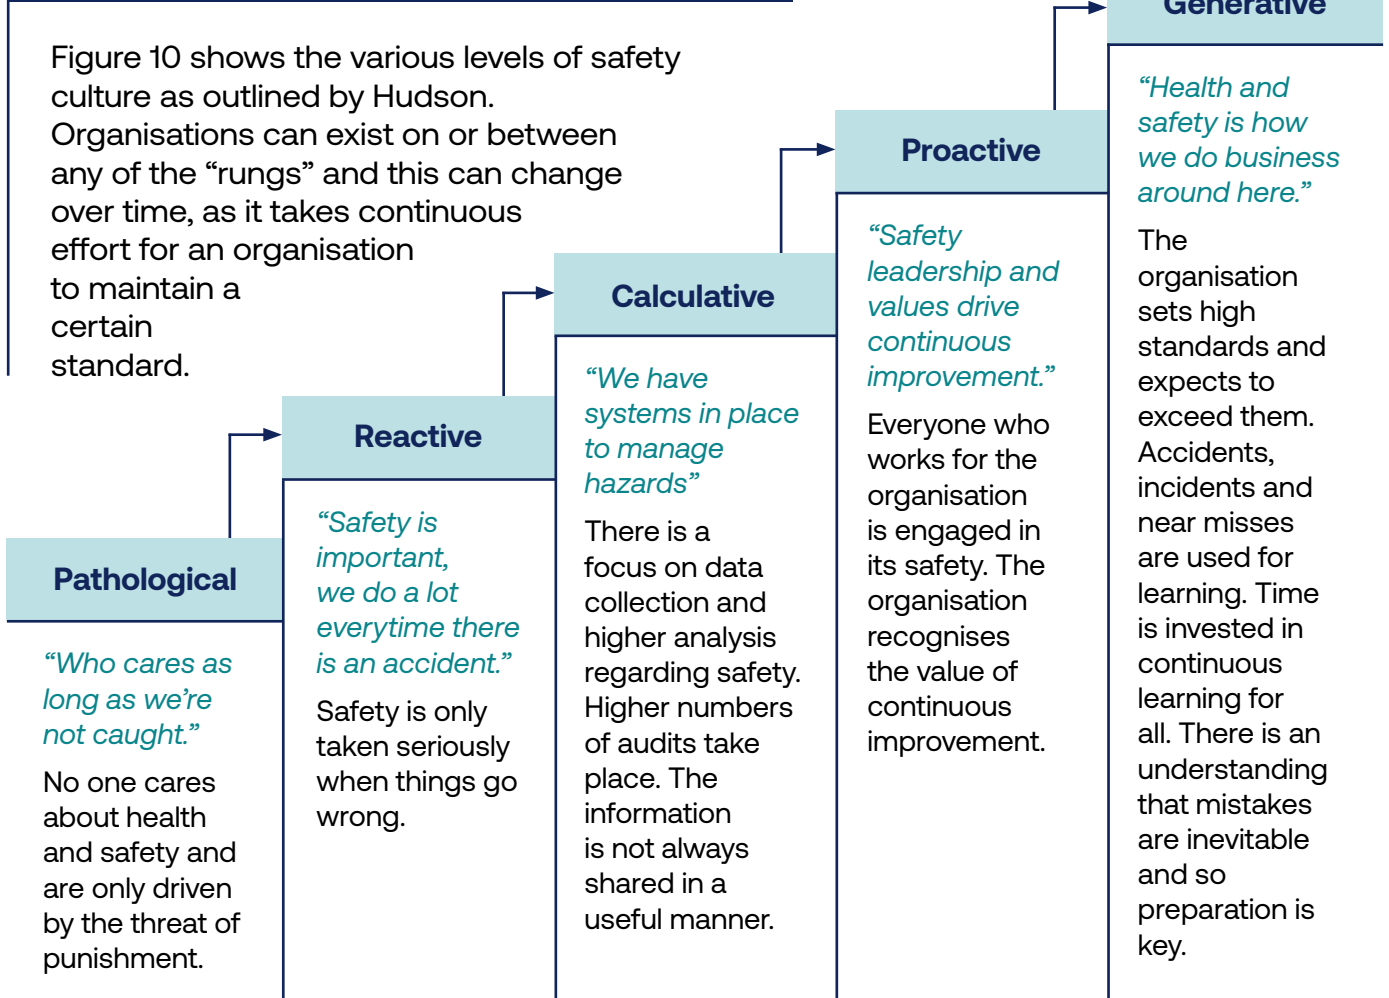 Figure 10 shows the various levels of safety
culture as outlined by Hudson.
Organisations can exist on or between
any of the “rungs” and this can change
over time, as it takes continuous
effort for an organisation
to maintain a
certain
standard.
Pathological
“Who cares as
long as we’re
not caught.”
No one cares
about health
and safety and
are only driven
by the threat of
punishment.
Reactive
“Safety is
important,
we do a lot
everytime there
is an accident.”
Safety is only
taken seriously
when things go
wrong.
Calculative
“We have
systems in place
to manage
hazards”
There is a
focus on data
collection and
higher analysis
regarding safety.
Higher numbers
of audits take
place. The
information
is not always
shared in a
useful manner.
Proactive
“Safety
leadership and
values drive
continuous
improvement.”
Everyone who
works for the
organisation
is engaged in
its safety. The
organisation
recognises
the value of
continuous
improvement.
Generative
“Health and
safety is how
we do business
around here.”
The
organisation
sets high
standards and
expects to
exceed them.
Accidents,
incidents and
near misses
are used for
learning. Time
is invested in
continuous
learning for
all. There is an
understanding
that mistakes
are inevitable
and so
preparation is
key.